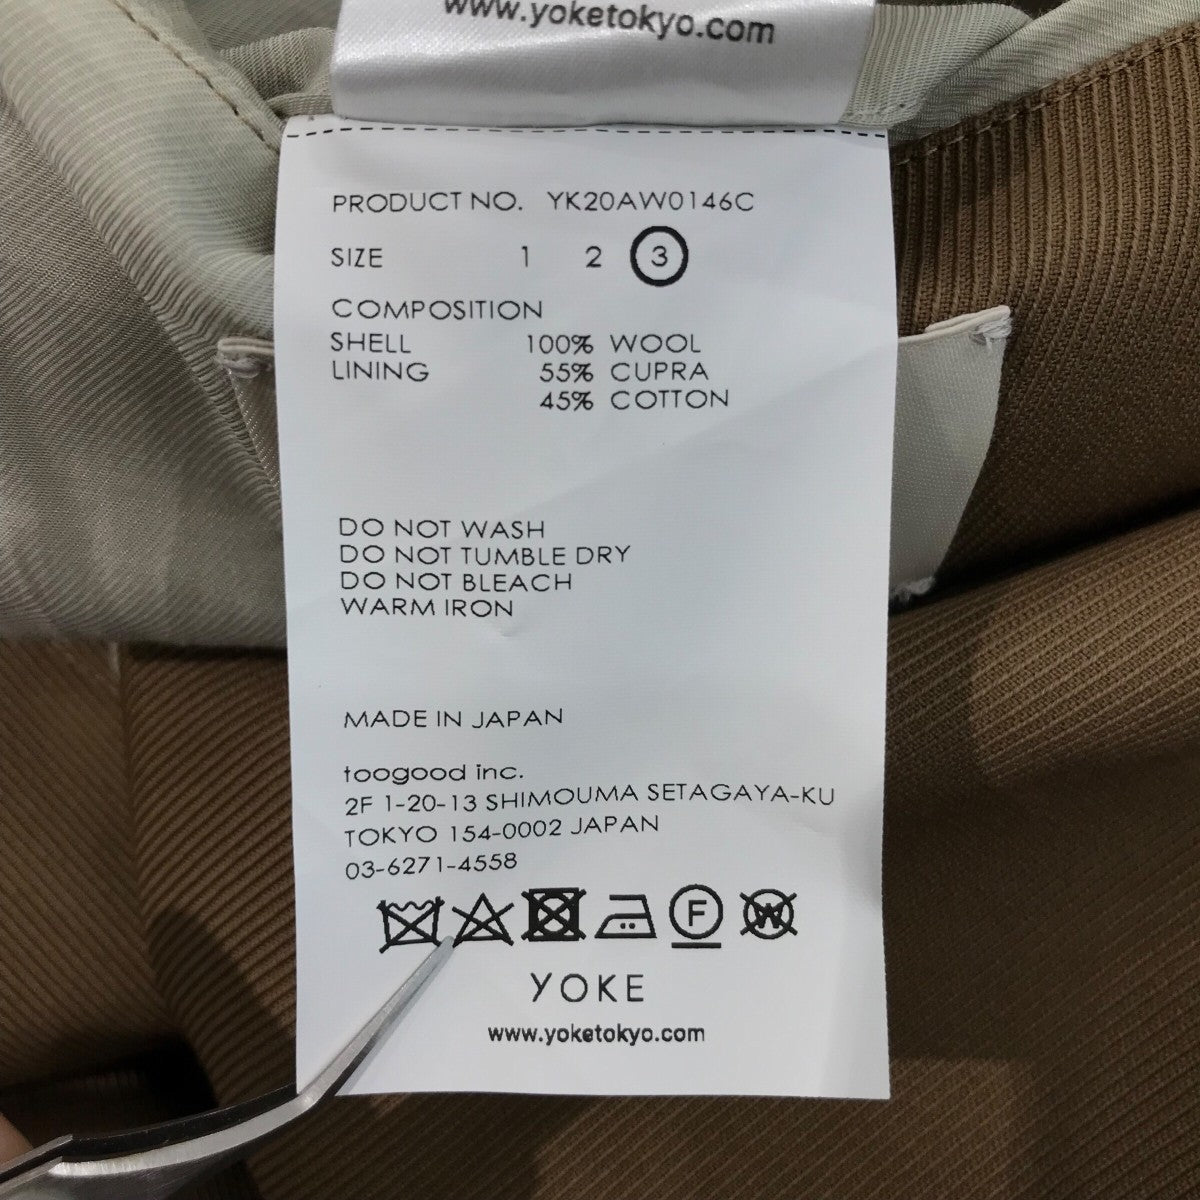 www.yoketokyo.com
PRODUCT NO. YK20AW0146C
SIZE 1 2 3
COMPOSITION
SHELL 100% WOOL
LINING 55% CUPRA
45% COTTON
DO NOT WASH
DO NOT TUMBLE DRY
DO NOT BLEACH
WARM IRON
MADE IN JAPAN
toogood inc.
2F 1-20-13 SHIMOUMA SETAGAYA-KU
TOKYO 154-0002 JAPAN
03-6271-4558
F W
YOKE
www.yoketokyo.com